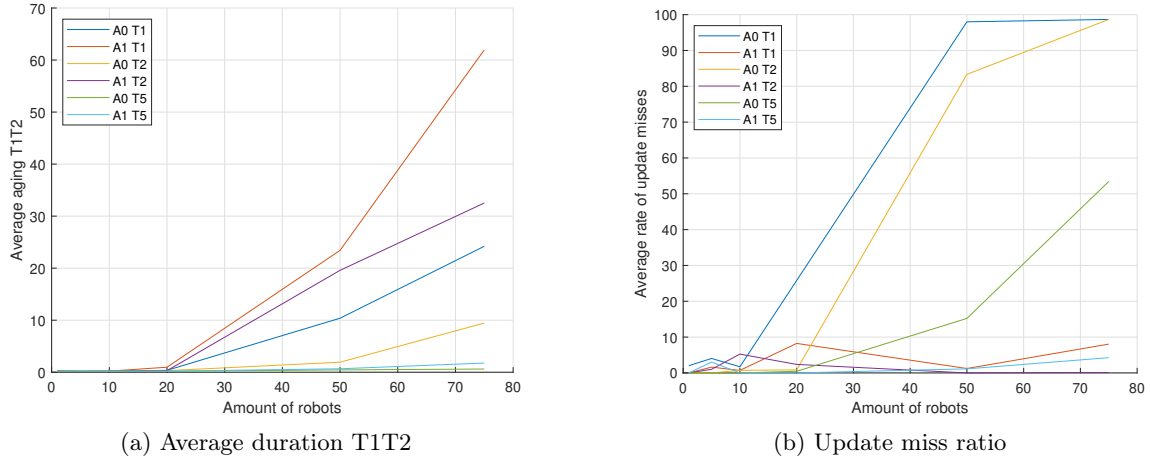 70
60
50
40
30
20
10
0
Average aging T1T2
A0 T1
A1 T1
A0 T2
A1 T2
A0 T5
A1 T5
0 10 20 30 40 50 60 70 80
Amount of robots
(a) Average duration T1T2
100
90
80
70
60
50
40
30
20
10
0
Average rate of update misses
A0 T1
A1 T1
A0 T2
A1 T2
A0 T5
A1 T5
0 10 20 30 40 50 60 70 80
Amount of robots
(b) Update miss ratio